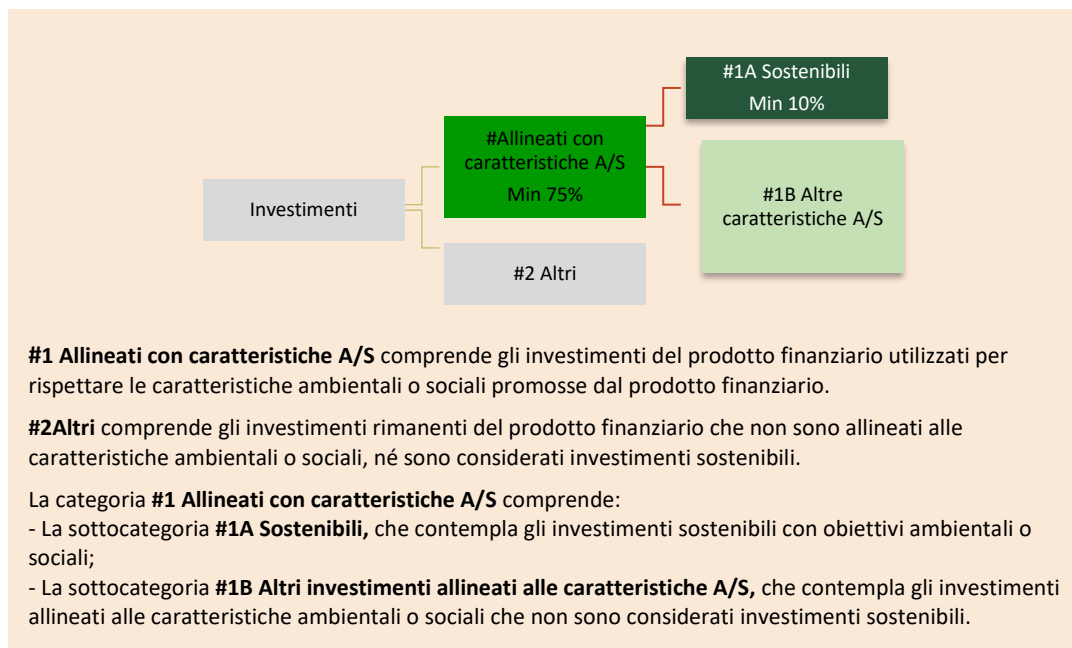 #1A Sostenibili
Min 10%
#Allineati con
caratteristiche A/S
Min 75%
#1B Altre
caratteristiche A/S
Investimenti
#2 Altri
#1 Allineati con caratteristiche A/S comprende gli investimenti del prodotto finanziario utilizzati per
rispettare le caratteristiche ambientali o sociali promosse dal prodotto finanziario.
#2Altri comprende gli investimenti rimanenti del prodotto finanziario che non sono allineati alle
caratteristiche ambientali o sociali, né sono considerati investimenti sostenibili.
La categoria #1 Allineati con caratteristiche A/S comprende:
- La sottocategoria #1A Sostenibili, che contempla gli investimenti sostenibili con obiettivi ambientali o
sociali;
- La sottocategoria #1B Altri investimenti allineati alle caratteristiche A/S, che contempla gli investimenti
allineati alle caratteristiche ambientali o sociali che non sono considerati investimenti sostenibili.